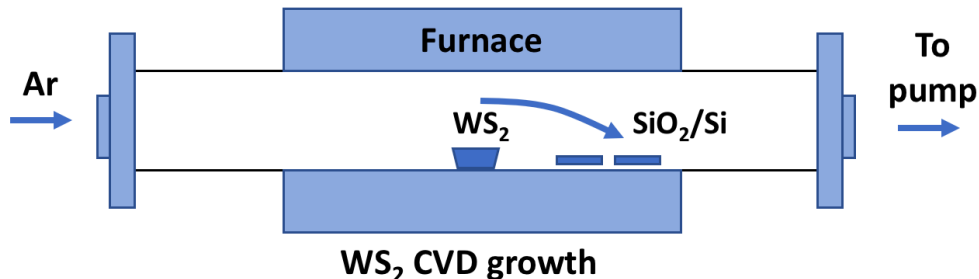 Furnace
Ar
To
pump
WS₂
SiO₂/Si
WS₂ CVD growth